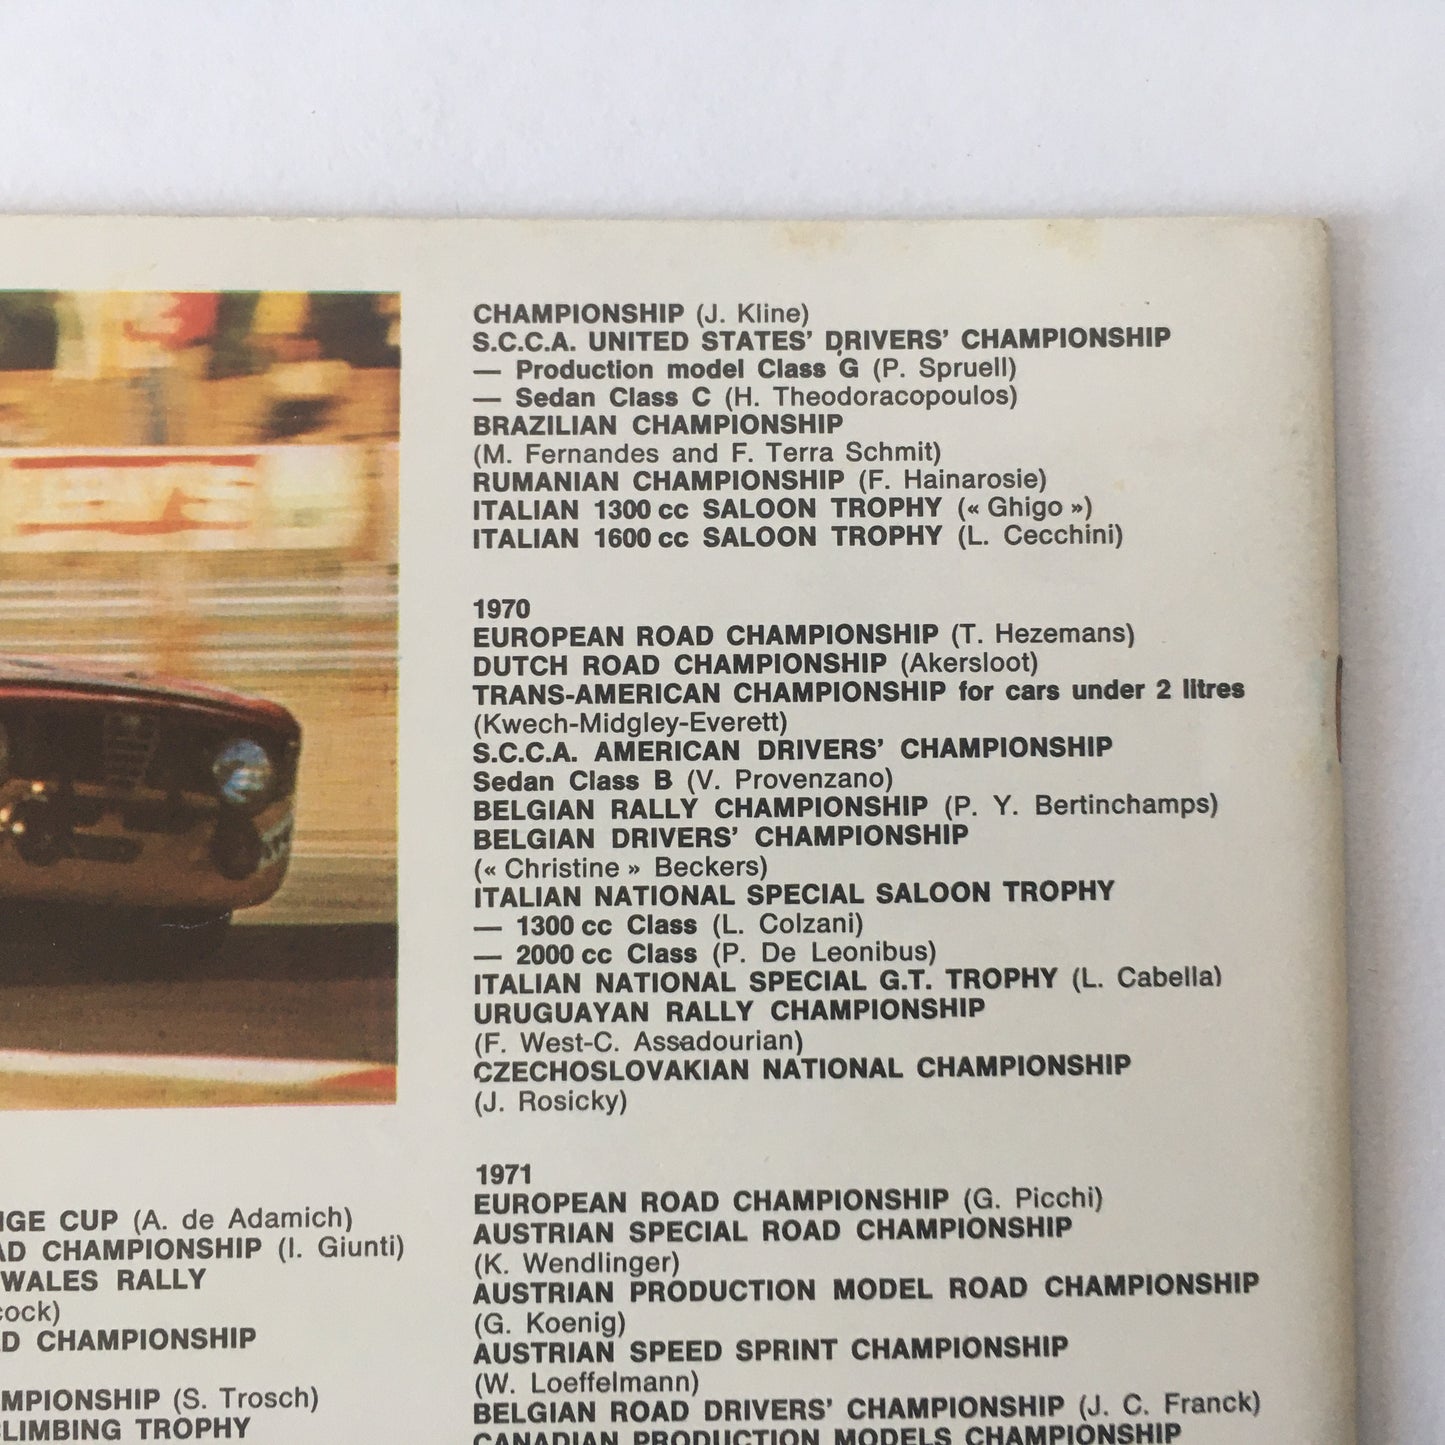 CHAMPIONSHIP (J. Kline)
S.C.C.A. UNITED STATES' DRIVERS' CHAMPIONSHIP
— Production model Class G (P. Spruell)
— Sedan Class C (H. Theodoracopoulos)
BRAZILIAN CHAMPIONSHIP
(M. Fernandes and F. Terra Schmit)
RUMANIAN CHAMPIONSHIP (F. Hainarosie)
ITALIAN 1300 cc SALOON TROPHY (« Ghigo »)
ITALIAN 1600 cc SALOON TROPHY (L. Cecchini)
1970
EUROPEAN ROAD CHAMPIONSHIP (T. Hezemans)
DUTCH ROAD CHAMPIONSHIP (Akersloot)
TRANS-AMERICAN CHAMPIONSHIP for cars under 2 litres
(Kwech-Midgley-Everett)
S.C.C.A. AMERICAN DRIVERS' CHAMPIONSHIP
Sedan Class B (V. Provenzano)
BELGIAN RALLY CHAMPIONSHIP (P. Y. Bertinchamps)
BELGIAN DRIVERS' CHAMPIONSHIP
(« Christine » Beckers)
ITALIAN NATIONAL SPECIAL SALOON TROPHY
— 1300 cc Class (L. Colzani)
— 2000 cc Class (P. De Leonibus)
ITALIAN NATIONAL SPECIAL G.T. TROPHY (L. Cabella)
URUGUAYAN RALLY CHAMPIONSHIP
(F. West-C. Assadourian)
CZECHOSLOVAKIAN NATIONAL CHAMPIONSHIP
(J. Rosicky)
1971
EUROPEAN ROAD CHAMPIONSHIP (G. Picchi)
AUSTRIAN SPECIAL ROAD CHAMPIONSHIP
(K. Wendlinger)
AUSTRIAN PRODUCTION MODEL ROAD CHAMPIONSHIP
(G. Koenig)
AUSTRIAN SPEED SPRINT CHAMPIONSHIP
(W. Loeffelmann)
BELGIAN ROAD DRIVERS' CHAMPIONSHIP (J. C. Franck)
CANADIAN PRODUCTION MODELS CHAMPIONSHIP
NGE CUP (A. de Adamich)
AD CHAMPIONSHIP (I. Giunti)
WALES RALLY
cock)
D CHAMPIONSHIP
MPIONSHIP (S. Trosch)
LIMBING TROPHY